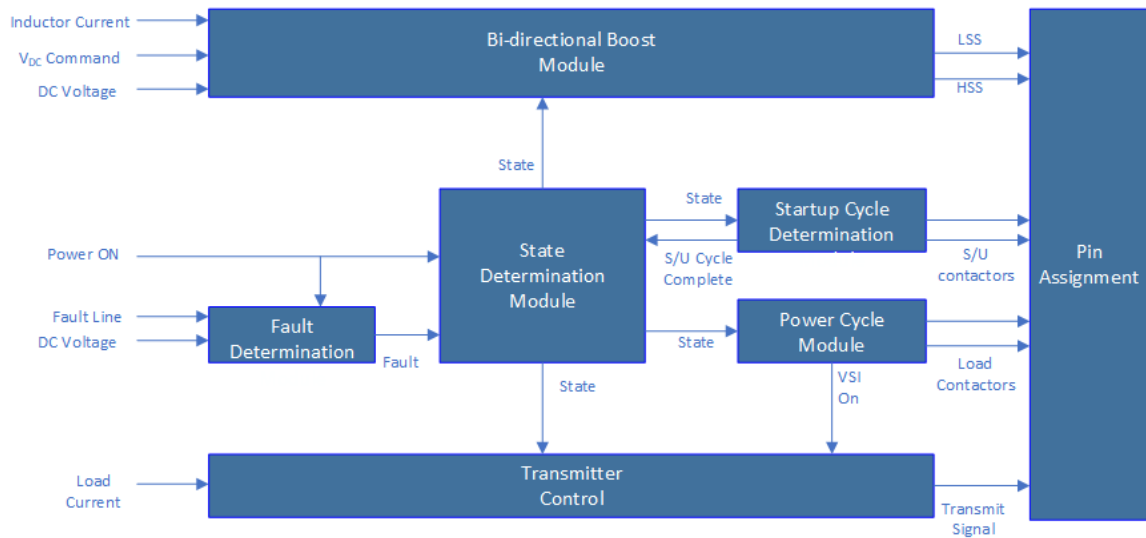 Inductor Current
V_DC Command
DC Voltage
Bi-directional Boost
Module
LSS
HSS
State
Power ON
Fault Line
DC Voltage
Fault
Determination
Fault
State
Determination
Module
State
S/U Cycle
Complete
Startup Cycle
Determination
S/U
contactors
State
Power Cycle
Module
Load
Contactors
VSI
On
State
Load
Current
Transmitter
Control
Transmit
Signal
Pin
Assignment